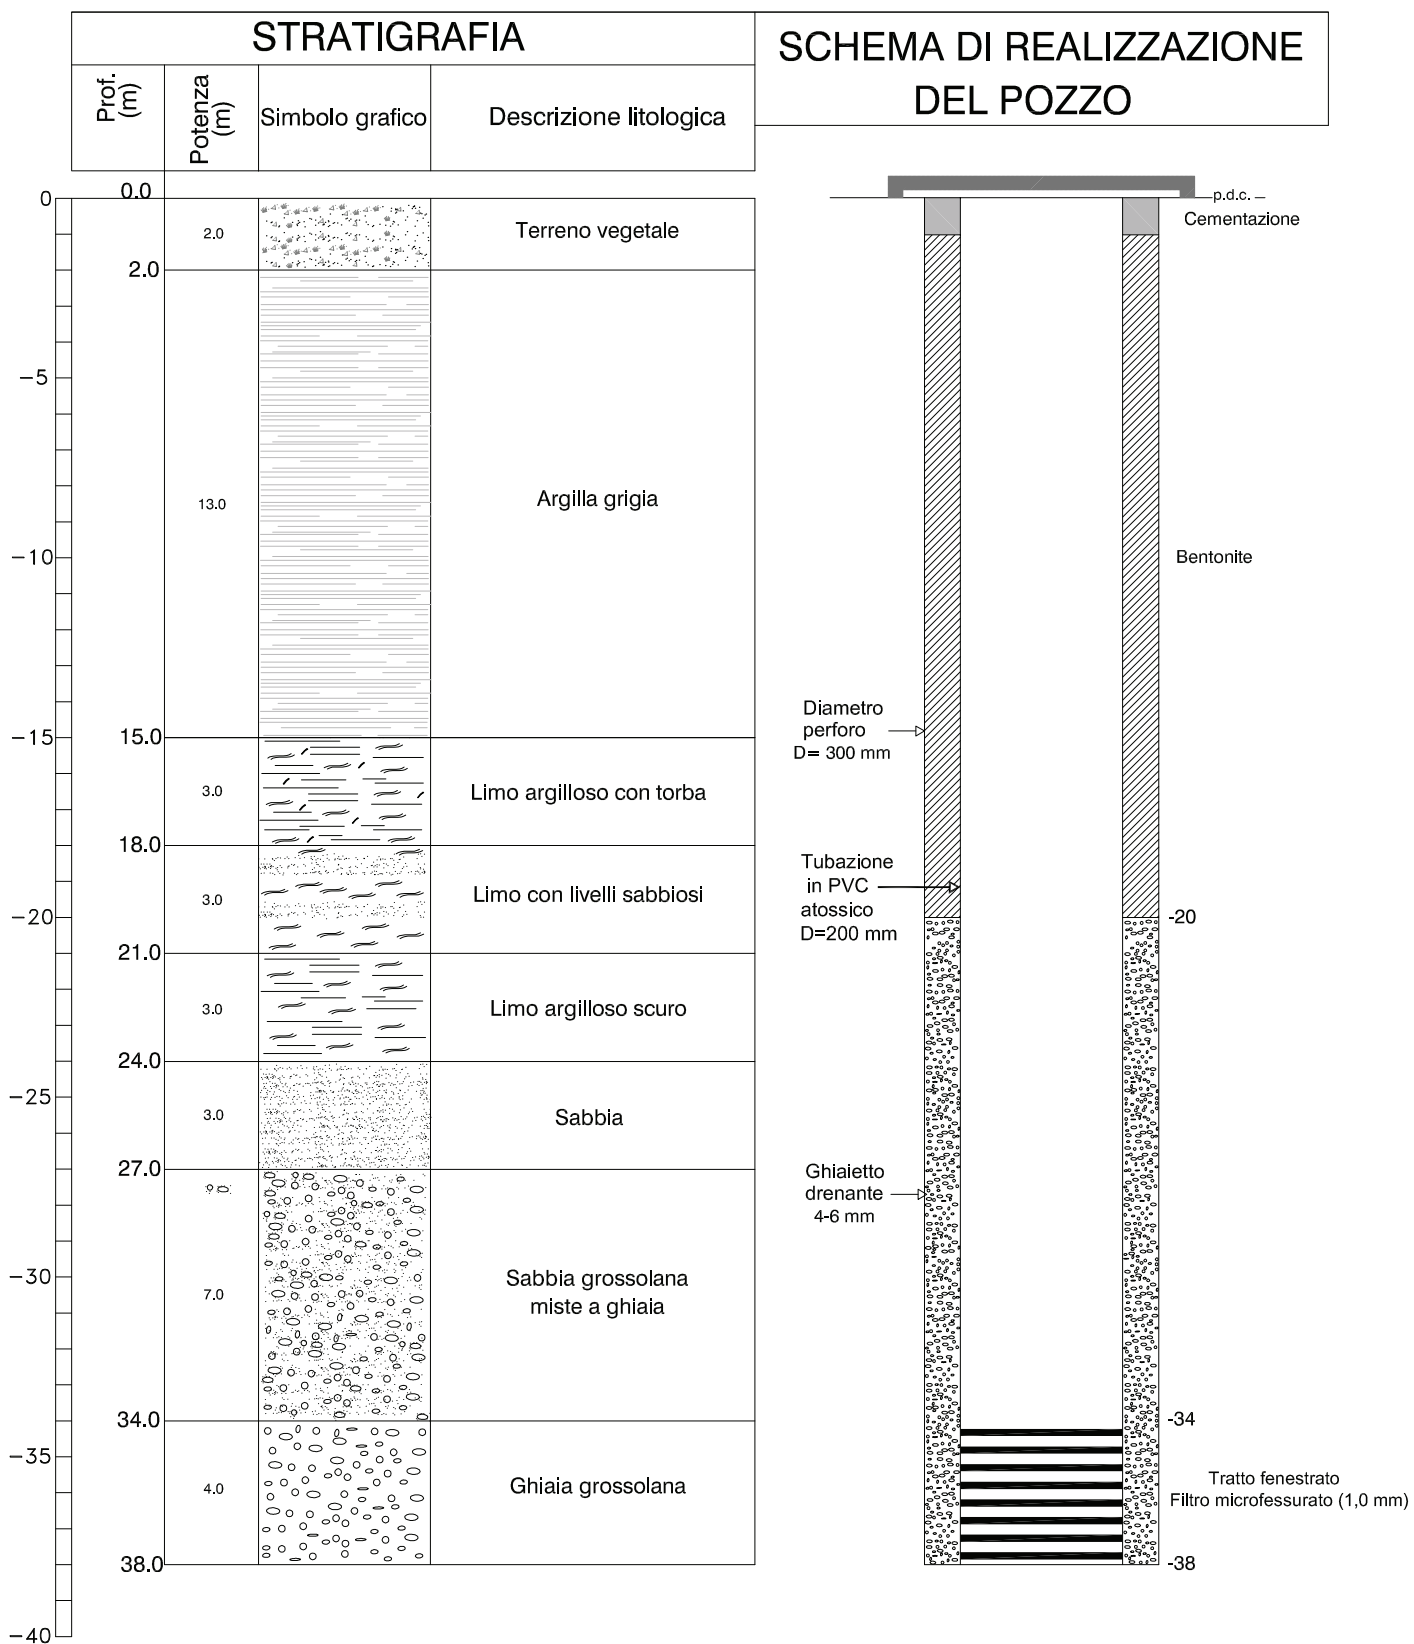 STRATIGRAFIA
SCHEMA DI REALIZZAZIONE
DEL POZZO
Prof.
(m)
Potenza
(m)
Simbolo grafico
Descrizione litologica
0
−5
−10
−15
−20
−25
−30
−35
−40
0.0
2.0
Terreno vegetale
2.0
13.0
Argilla grigia
15.0
3.0
Limo argilloso con torba
18.0
3.0
Limo con livelli sabbiosi
21.0
3.0
Limo argilloso scuro
24.0
3.0
Sabbia
27.0
7.0
Sabbia grossolana
miste a ghiaia
34.0
4.0
Ghiaia grossolana
38.0
p.d.c.
Cementazione
Bentonite
Diametro
perforo
D= 300 mm
Tubazione
in PVC
atossico
D=200 mm
-20
Ghiaietto
drenante
4-6 mm
-34
Tratto fenestrato
Filtro microfessurato (1,0 mm)
-38